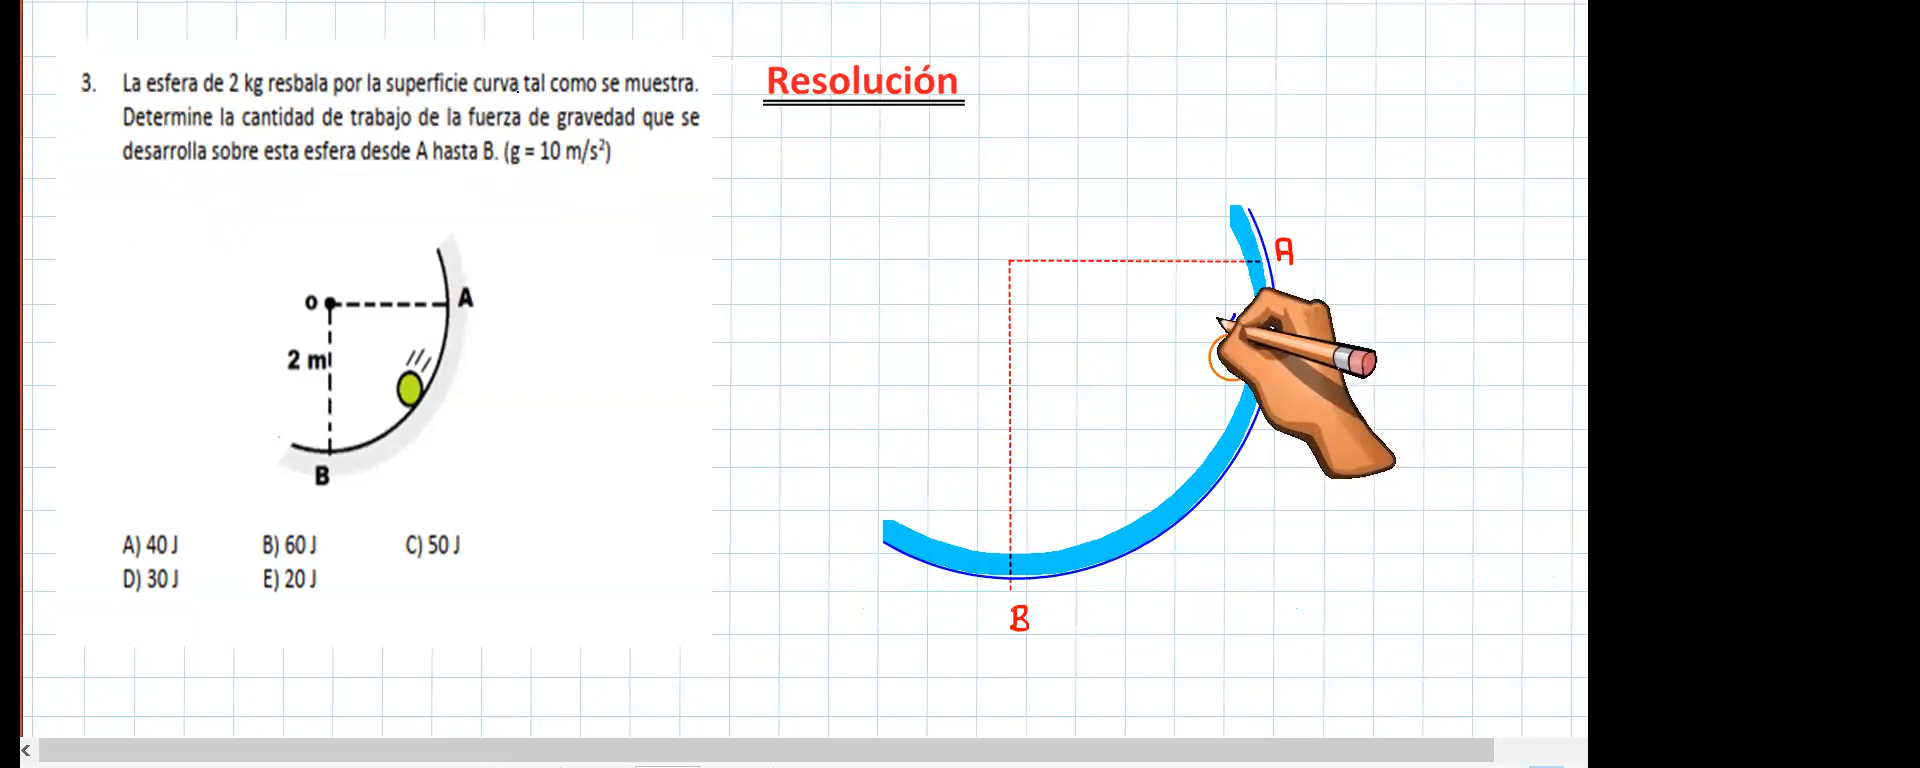 3. La esfera de 2 kg resbala por la superficie curva, tal como se muestra.
Determine la cantidad de trabajo de la fuerza de gravedad que se
desarrolla sobre esta esfera desde A hasta B. (g = 10 m/s²)
Resolución
A
o A
2 m
B
B
A) 40 J B) 60 J C) 50 J
D) 30 J E) 20 J